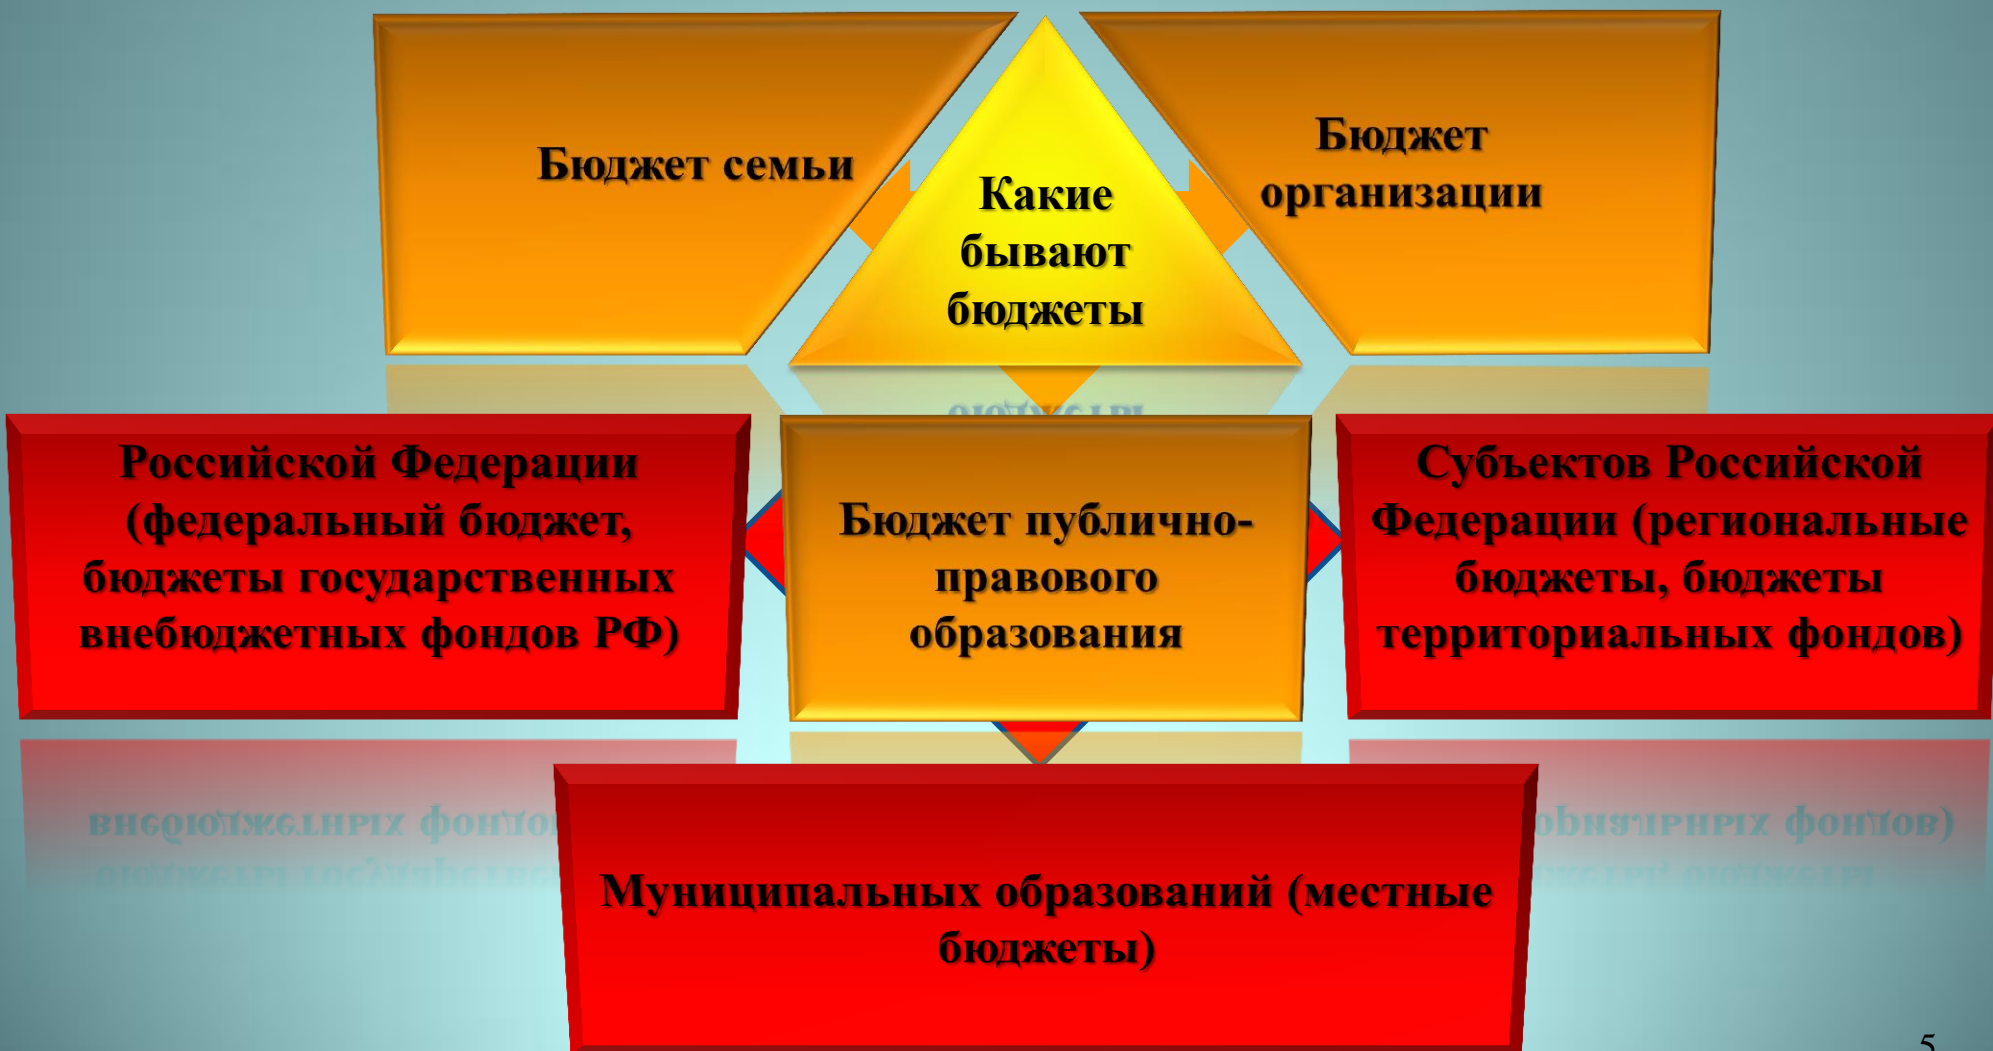 Бюджет семьи
Какие
бывают
бюджеты
Бюджет
организации
Российской Федерации
(федеральный бюджет,
бюджеты государственных
внебюджетных фондов РФ)
Бюджет публично-
правового
образования
Субъектов Российской
Федерации (региональные
бюджеты, бюджеты
территориальных фондов)
Муниципальных образований (местные
бюджеты)
5